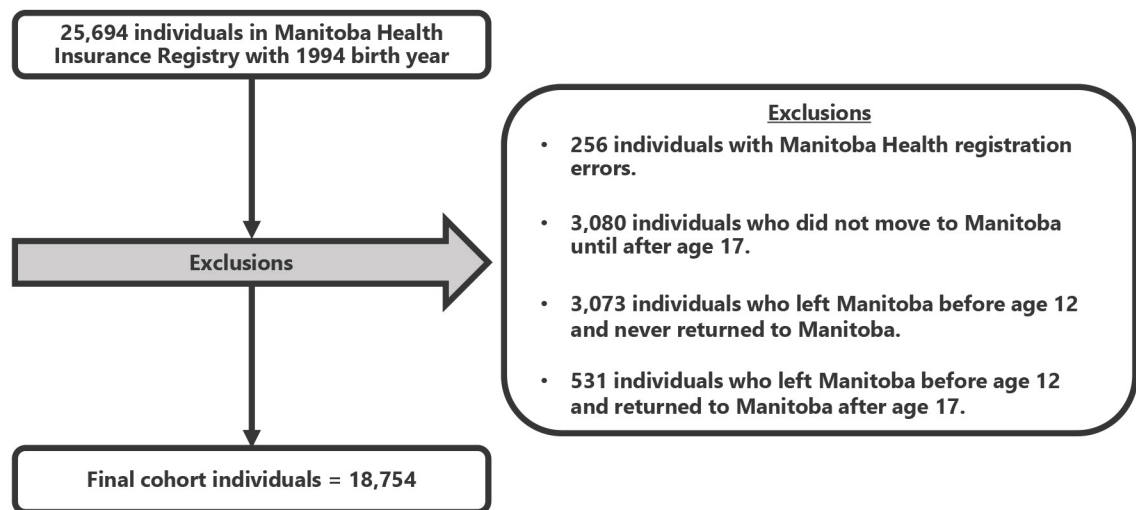 25,694 individuals in Manitoba Health
Insurance Registry with 1994 birth year
Exclusions
• 256 individuals with Manitoba Health registration
errors.
• 3,080 individuals who did not move to Manitoba
until after age 17.
• 3,073 individuals who left Manitoba before age 12
and never returned to Manitoba.
• 531 individuals who left Manitoba before age 12
and returned to Manitoba after age 17.
Exclusions
Final cohort individuals = 18,754